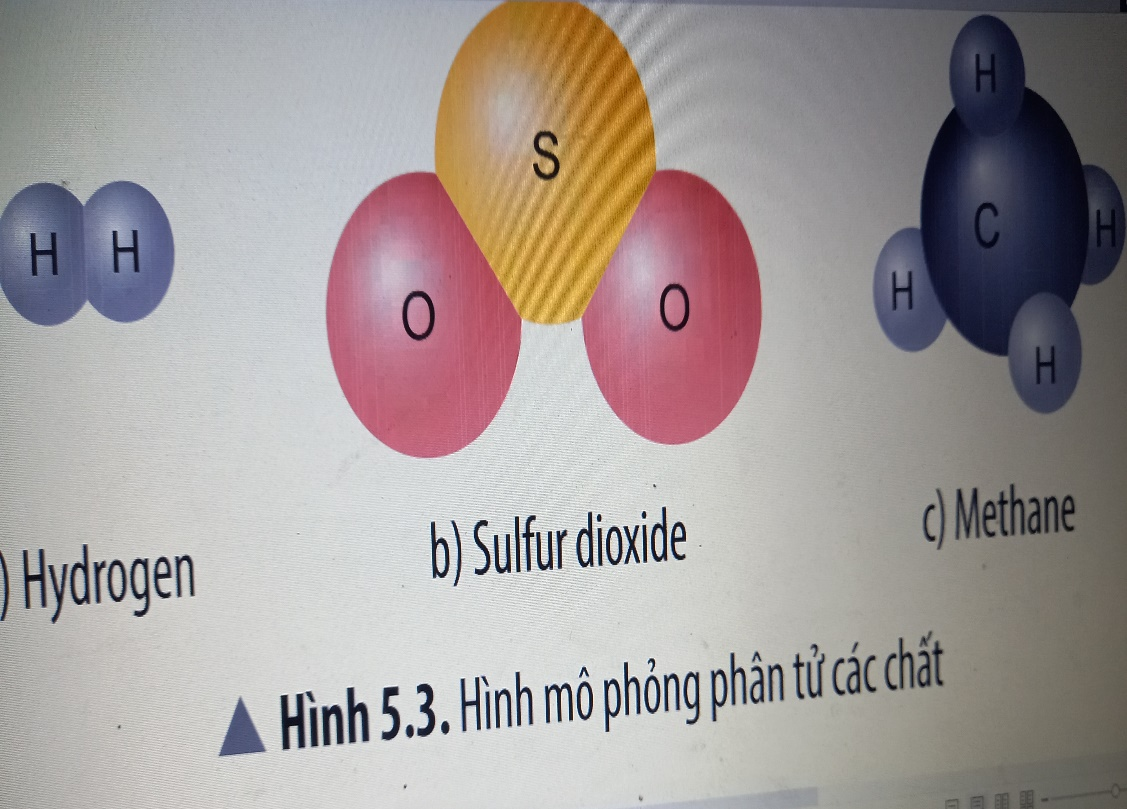 H
S
C
H H
H
H
O
O
H
) Hydrogen
b) Sulfur dioxide
c) Methane
Hình 5.3. Hình mô phỏng phân tử các chất